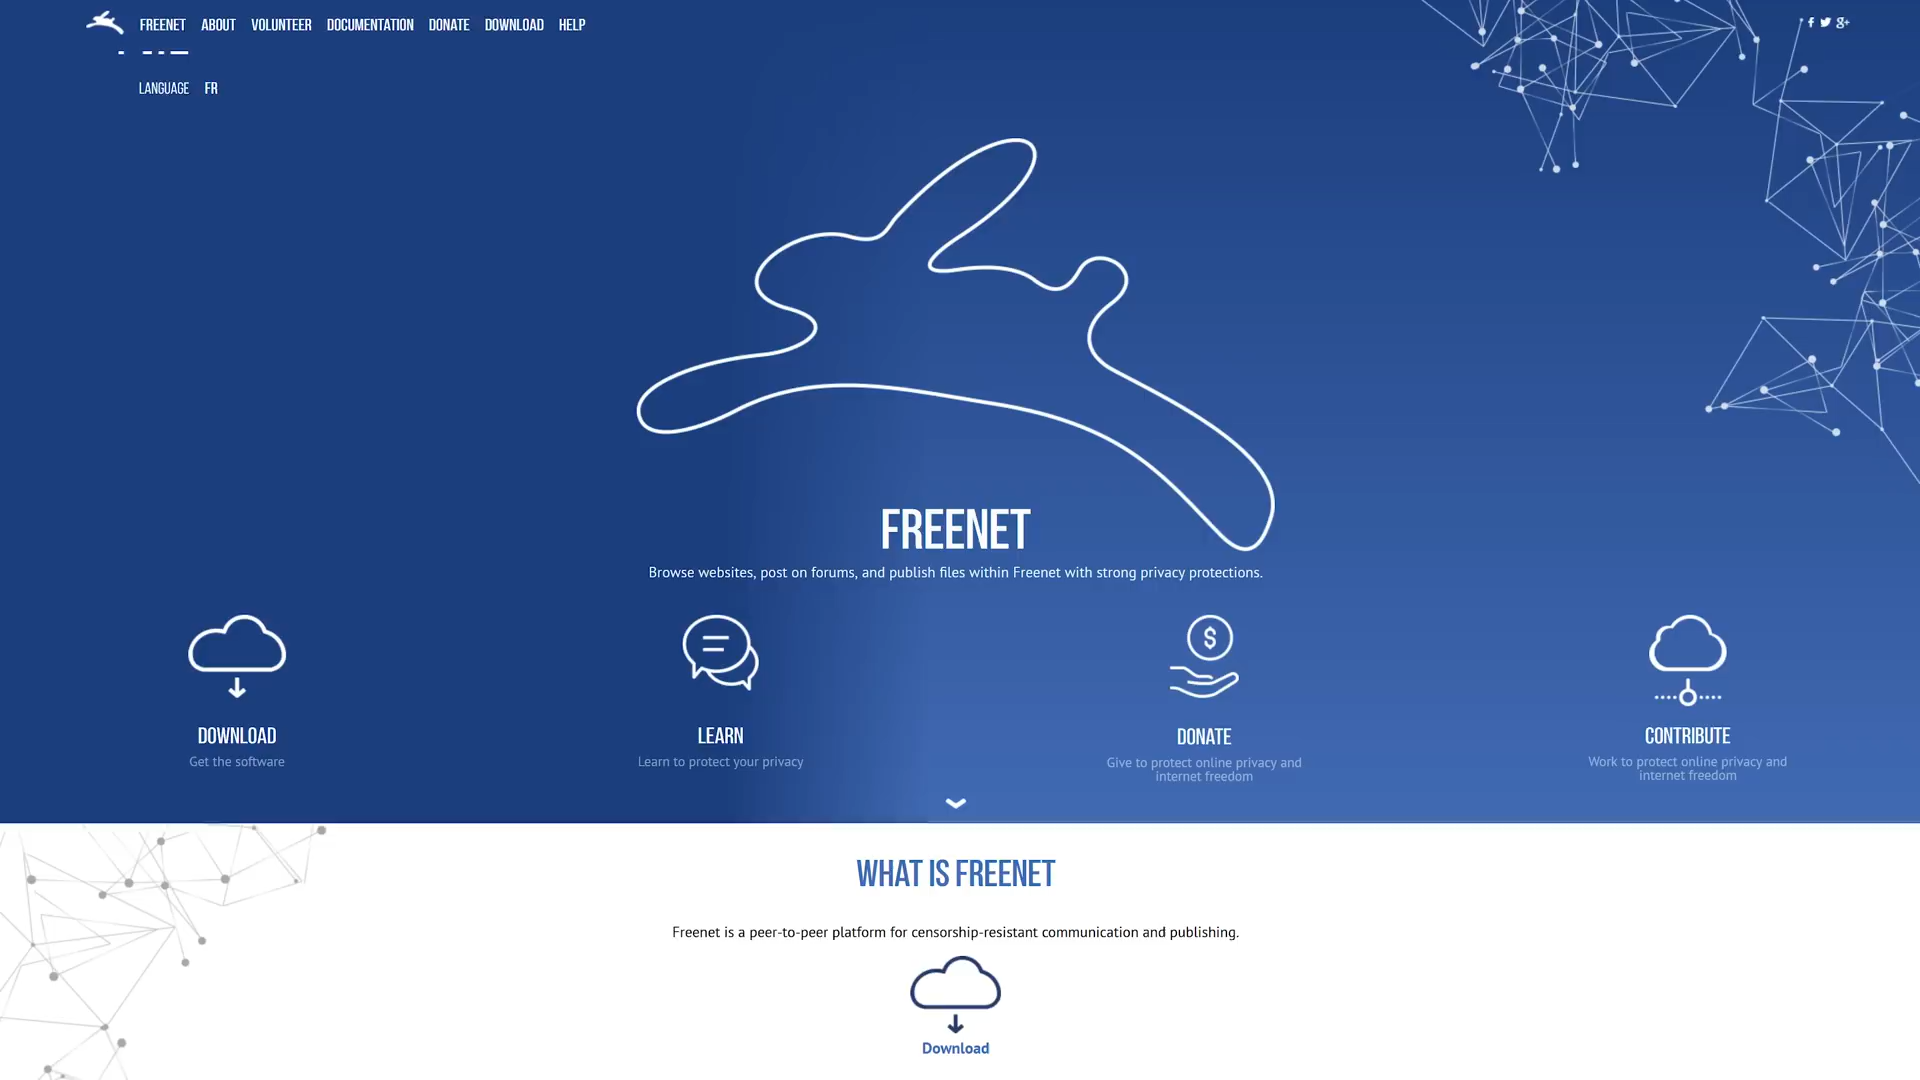 FREENET ABOUT VOLUNTEER DOCUMENTATION DONATE DOWNLOAD HELP
LANGUAGE FR
FREENET
Browse websites, post on forums, and publish files within Freenet with strong privacy protections.
DOWNLOAD
Get the software
LEARN
Learn to protect your privacy
DONATE
Give to protect online privacy and
internet freedom
CONTRIBUTE
Work to protect online privacy and
internet freedom
WHAT IS FREENET
Freenet is a peer-to-peer platform for censorship-resistant communication and publishing.
Download